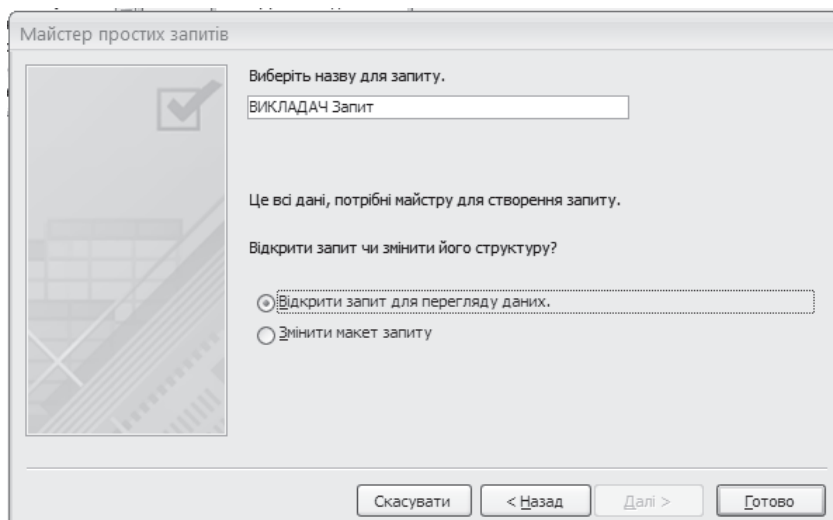 Майстер простих запитів
Виберіть назву для запиту.
ВИКЛАДАЧ Запит
Це всі дані, потрібні майстру для створення запиту.
Відкрити запит чи змінити його структуру?
Відкрити запит для перегляду даних.
Змінити макет запиту
Скасувати < Назад Далі > Готово